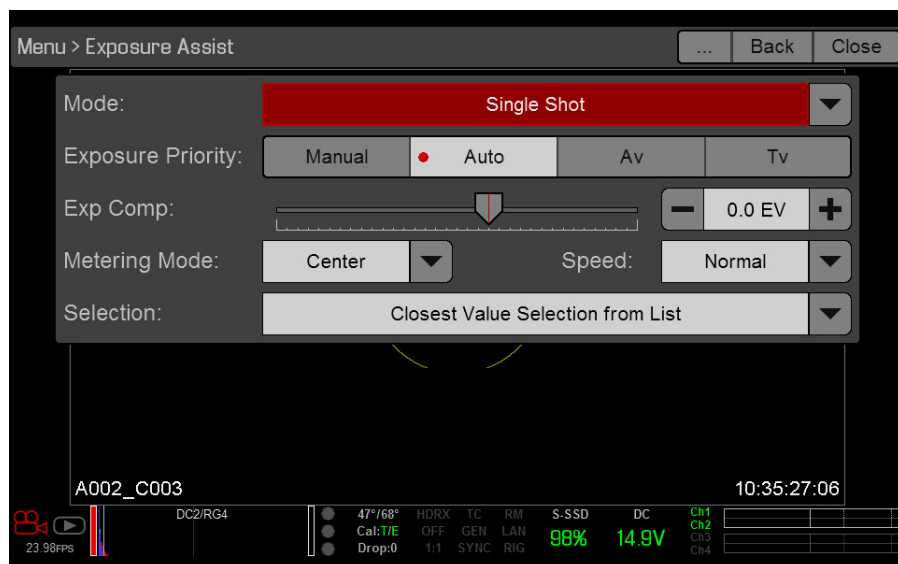 Menu > Exposure Assist ... Back Close
Mode: Single Shot
Exposure Priority: Manual Auto Av Tv
Exp Comp: 0.0 EV
Metering Mode: Center Speed: Normal
Selection: Closest Value Selection from List
A002_C003 10:35:27:06
DC2/RG4 47°/68° HDRX TC RM S-SSD DC Ch1
Cal:T/E OFF GEN LAN 98% 14.9V Ch2
Drop:0 1:1 SYNC RIG Ch3
23.98FPS Ch4